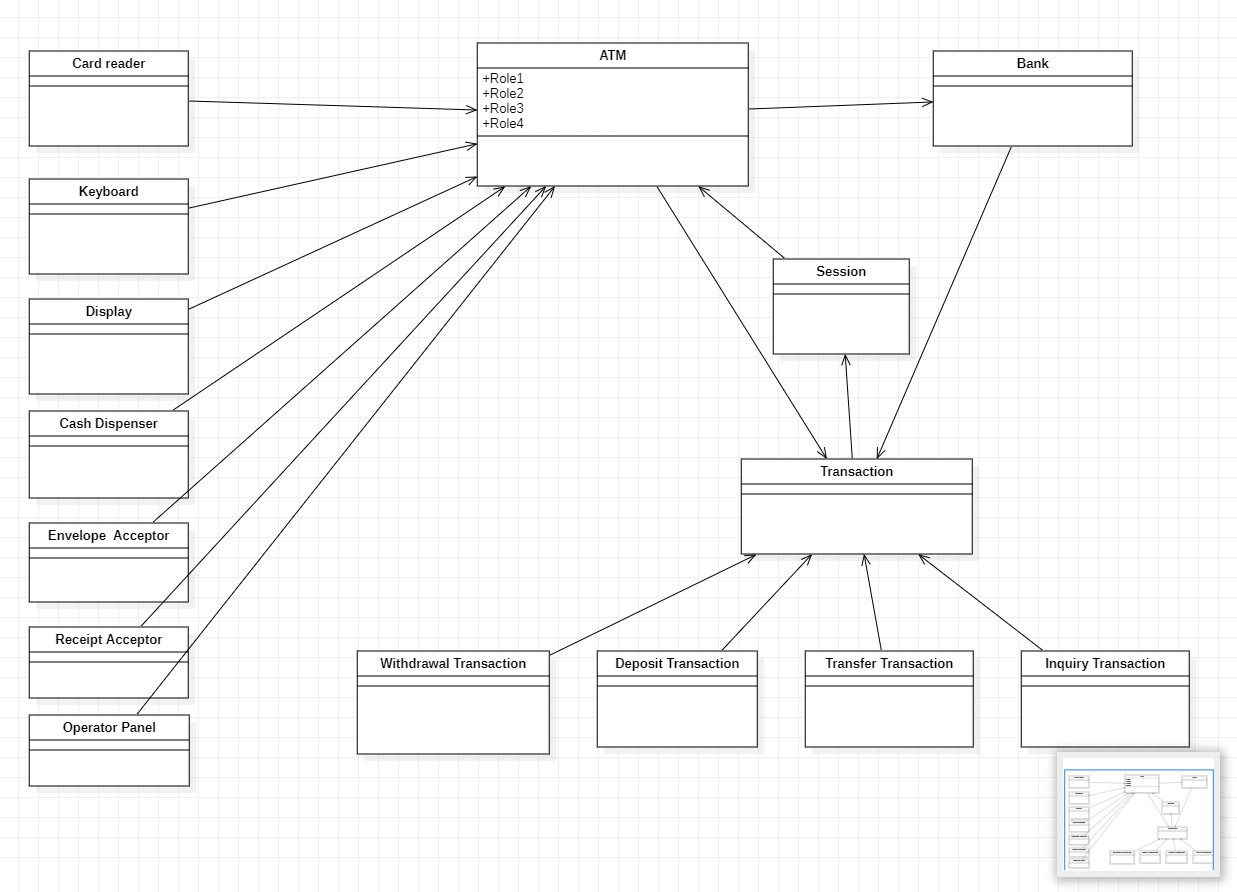 Card reader
ATM
+Role1
+Role2
+Role3
+Role4
Bank
Keyboard
Session
Display
Cash Dispenser
Transaction
Envelope  Acceptor
Receipt Acceptor
Operator Panel
Withdrawal Transaction
Deposit Transaction
Transfer Transaction
Inquiry Transaction